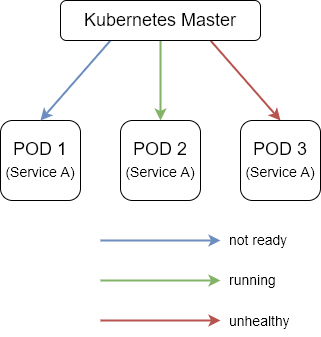 Kubernetes Master
POD 1
(Service A)
POD 2
(Service A)
POD 3
(Service A)
not ready
running
unhealthy